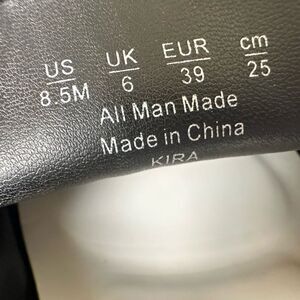 US UK EUR cm
8.5M 6 39 25
All Man Made
Made in China
KIRA